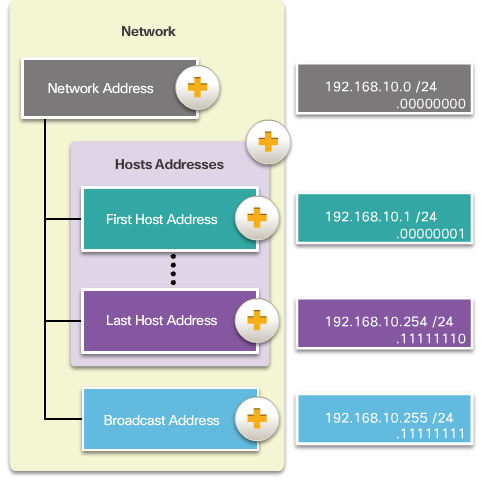 Network
Network Address
192.168.10.0 /24
.00000000
Hosts Addresses
First Host Address
192.168.10.1 /24
.00000001
Last Host Address
192.168.10.254 /24
.11111110
Broadcast Address
192.168.10.255 /24
.11111111